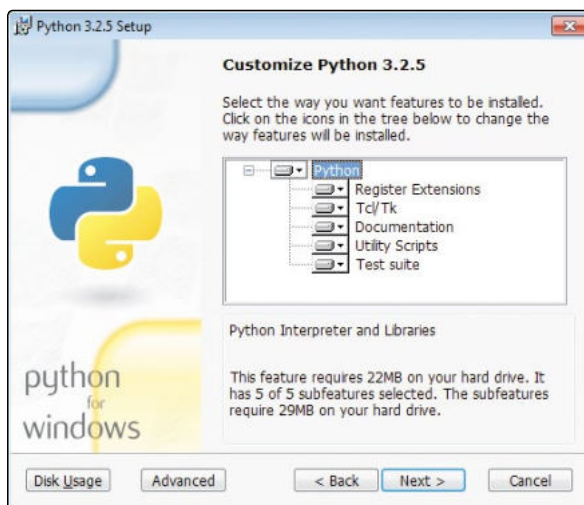 Python 3.2.5 Setup
Customize Python 3.2.5
Select the way you want features to be installed.
Click on the icons in the tree below to change the
way features will be installed.
Python
Register Extensions
Tcl/Tk
Documentation
Utility Scripts
Test suite
Python Interpreter and Libraries
This feature requires 22MB on your hard drive. It
has 5 of 5 subfeatures selected. The subfeatures
require 29MB on your hard drive.
python
for
windows
Disk Usage
Advanced
< Back
Next >
Cancel